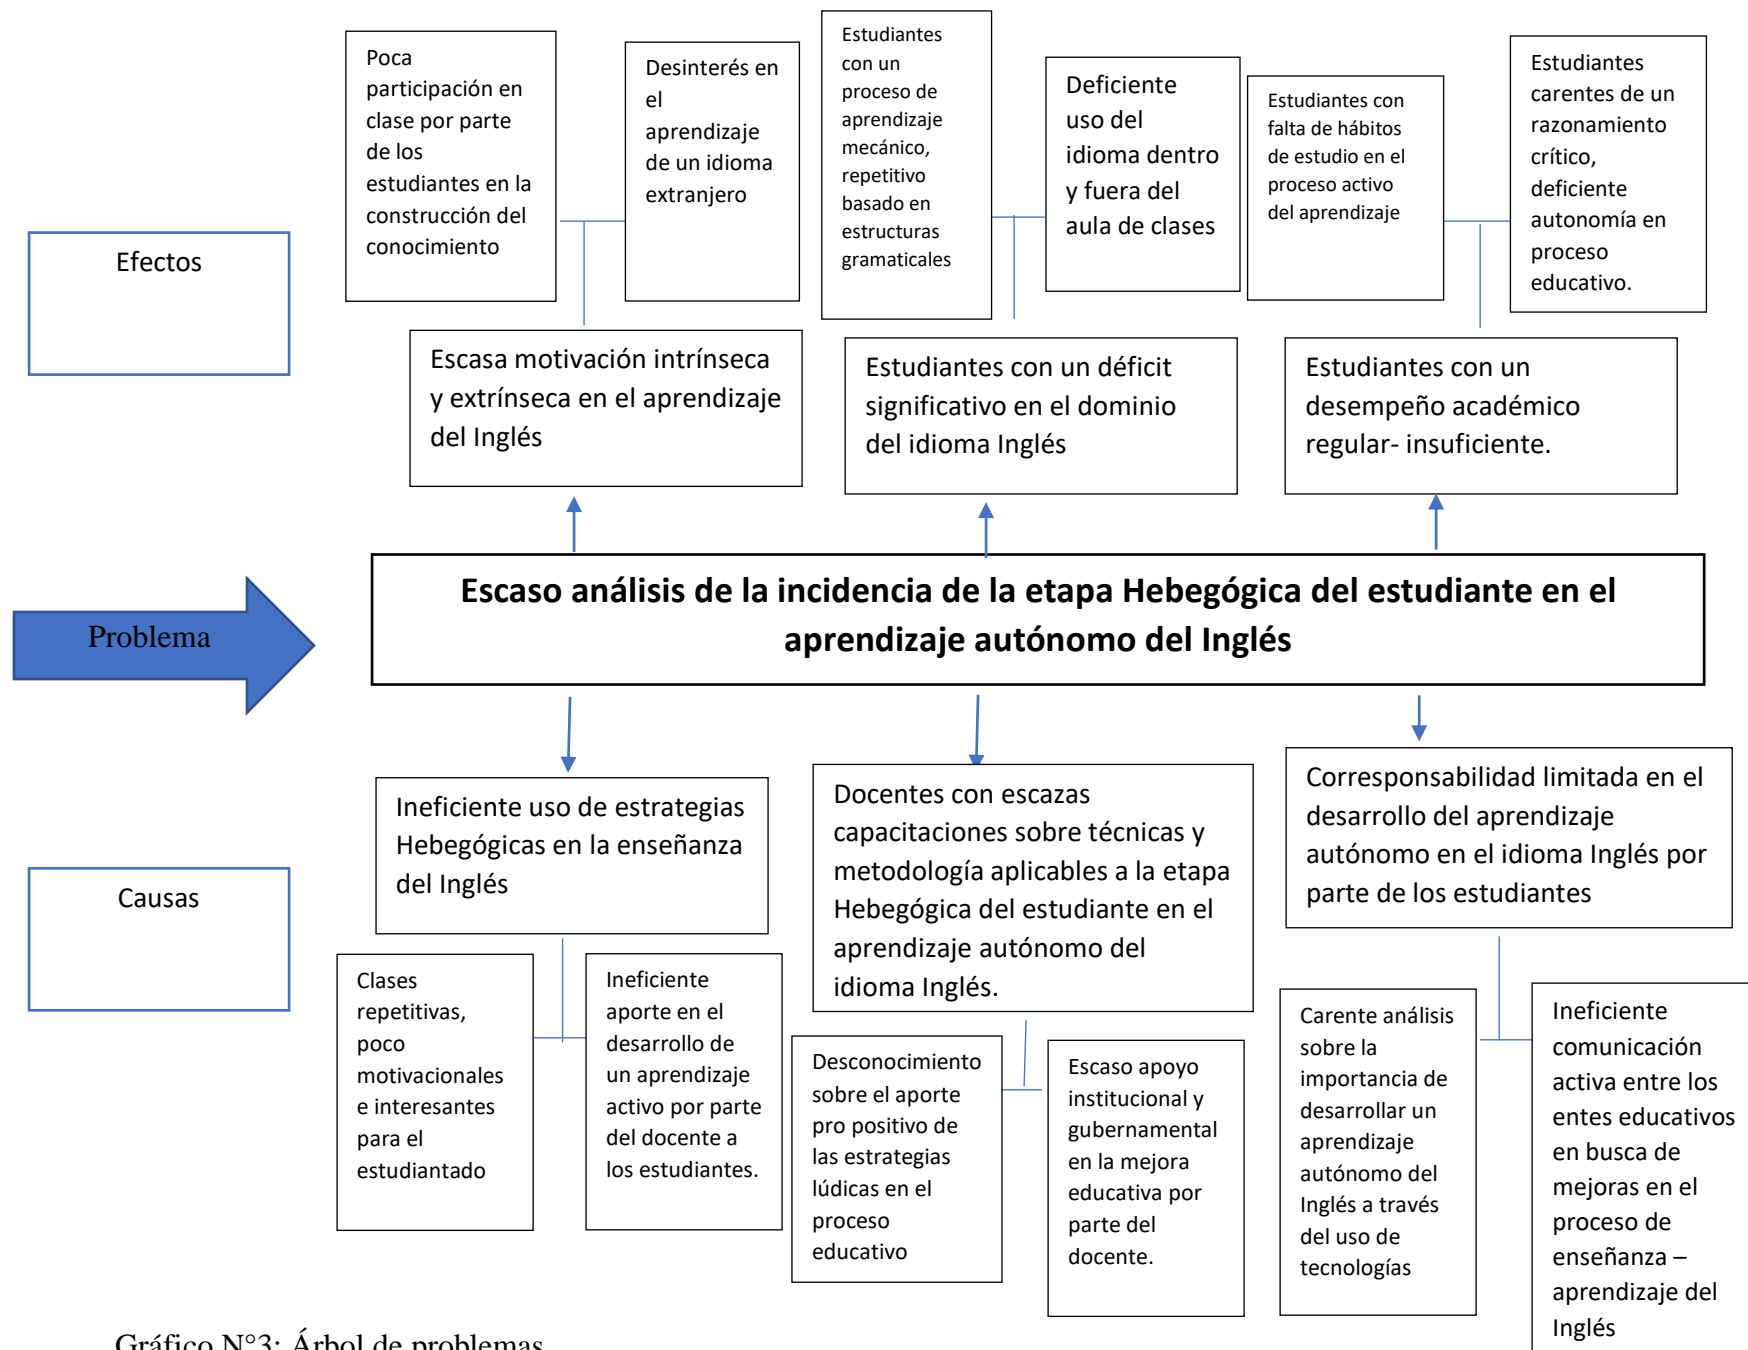 Poca
participación en
clase por parte
de los
estudiantes en la
construcción del
conocimiento
Desinterés en
el
aprendizaje
de un idioma
extranjero
Estudiantes
con un
proceso de
aprendizaje
mecánico,
repetitivo
basado en
estructuras
gramaticales
Deficiente
uso del
idioma dentro
y fuera del
aula de clases
Estudiantes con
falta de hábitos
de estudio en el
proceso activo
del aprendizaje
Estudiantes
carentes de un
razonamiento
crítico,
deficiente
autonomía en
proceso
educativo.
Efectos
Escasa motivación intrínseca
y extrínseca en el aprendizaje
del Inglés
Estudiantes con un déficit
significativo en el dominio
del idioma Inglés
Estudiantes con un
desempeño académico
regular- insuficiente.
Problema
Escaso análisis de la incidencia de la etapa Hebegógica del estudiante en el
aprendizaje autónomo del Inglés
Ineficiente uso de estrategias
Hebegógicas en la enseñanza
del Inglés
Docentes con escazas
capacitaciones sobre técnicas y
metodología aplicables a la etapa
Hebegógica del estudiante en el
aprendizaje autónomo del
idioma Inglés.
Corresponsabilidad limitada en el
desarrollo del aprendizaje
autónomo en el idioma Inglés por
parte de los estudiantes
Causas
Clases
repetitivas,
poco
motivacionales
e interesantes
para el
estudiantado
Ineficiente
aporte en el
desarrollo de
un aprendizaje
activo por parte
del docente a
los estudiantes.
Desconocimiento
sobre el aporte
pro positivo de
las estrategias
lúdicas en el
proceso
educativo
Escaso apoyo
institucional y
gubernamental
en la mejora
educativa por
parte del
docente.
Carente análisis
sobre la
importancia de
desarrollar un
aprendizaje
autónomo del
Inglés a través
del uso de
tecnologías
Ineficiente
comunicación
activa entre los
entes educativos
en busca de
mejoras en el
proceso de
enseñanza –
aprendizaje del
Inglés
Gráfico N°3: Árbol de problemas